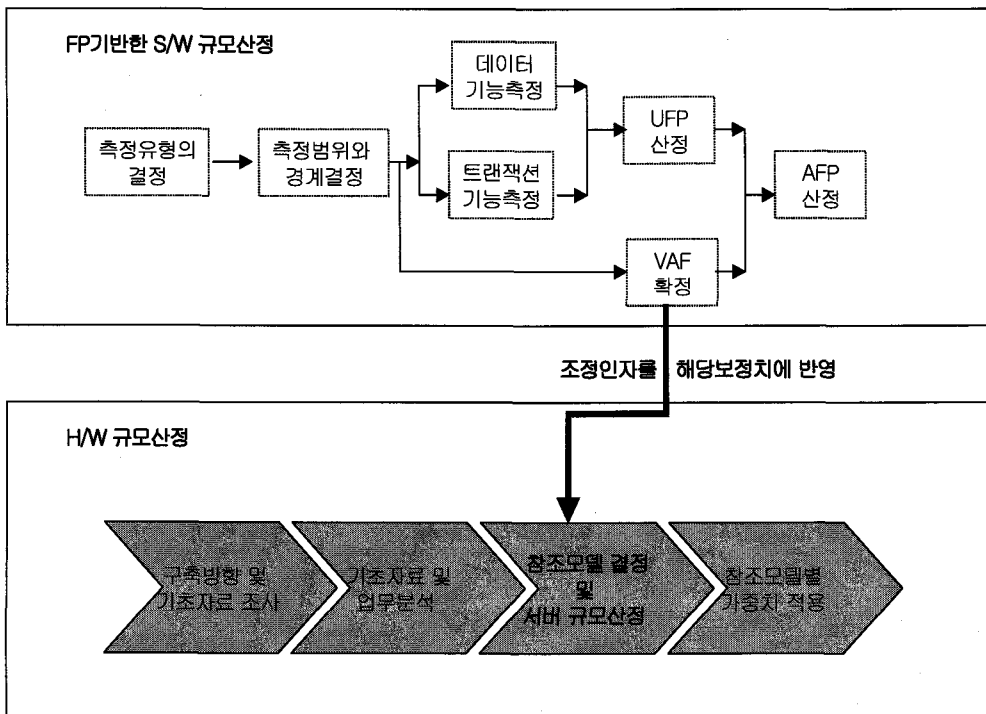 FP기반한 S/W 규모산정
데이터
기능측정
UFP
산정
측정유형의
결정
측정범위와
경계결정
트랜잭션
기능측정
AFP
산정
VAF
확정
조정인자를 해당보정치에 반영
H/W 규모산정
구축방향 및
기초자료 조사
기초자료 및
업무분석
참조모델 결정
및
서버 규모산정
참조모델별
가중치 적용